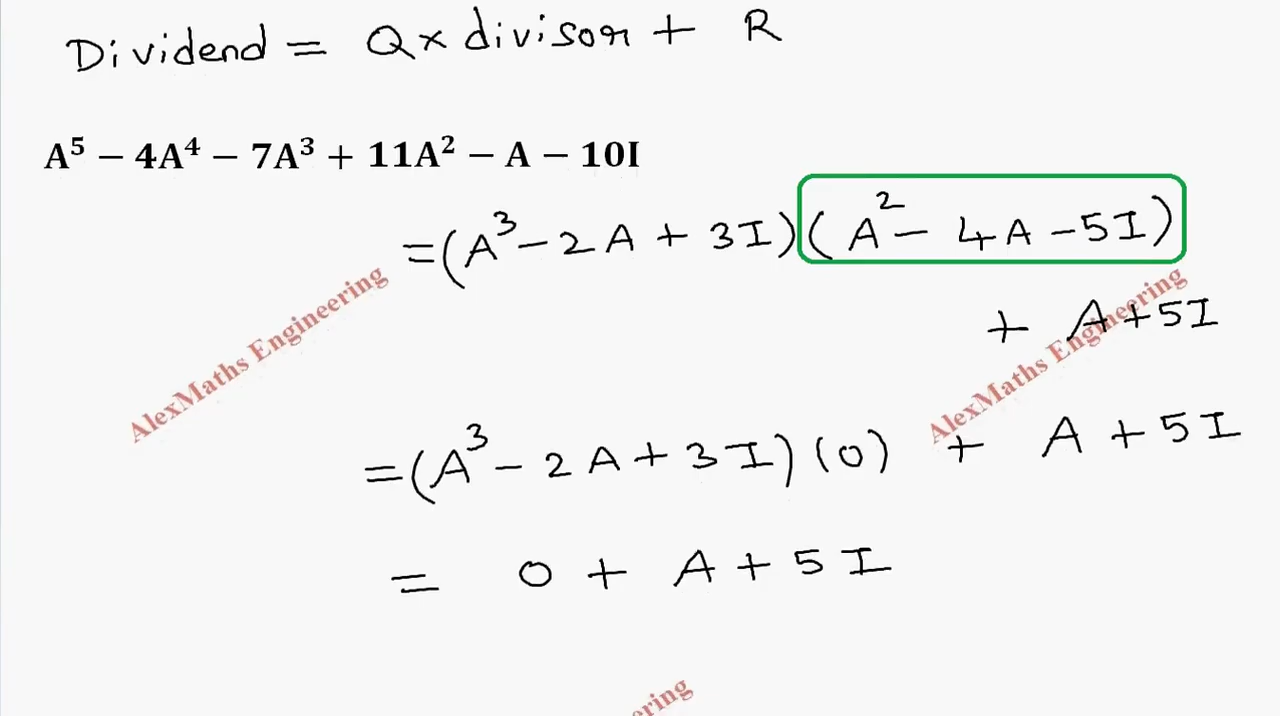 Dividend = Q× divisor + R
A⁵ − 4A⁴ − 7A³ + 11A² − A − 10I
=(A³ − 2A + 3I)(A² − 4A − 5I)
+ A + 5I
AlexMaths Engineering
AlexMaths Engineering
=(A³ − 2A + 3I)(0) + A + 5I
= 0 + A + 5I
ering